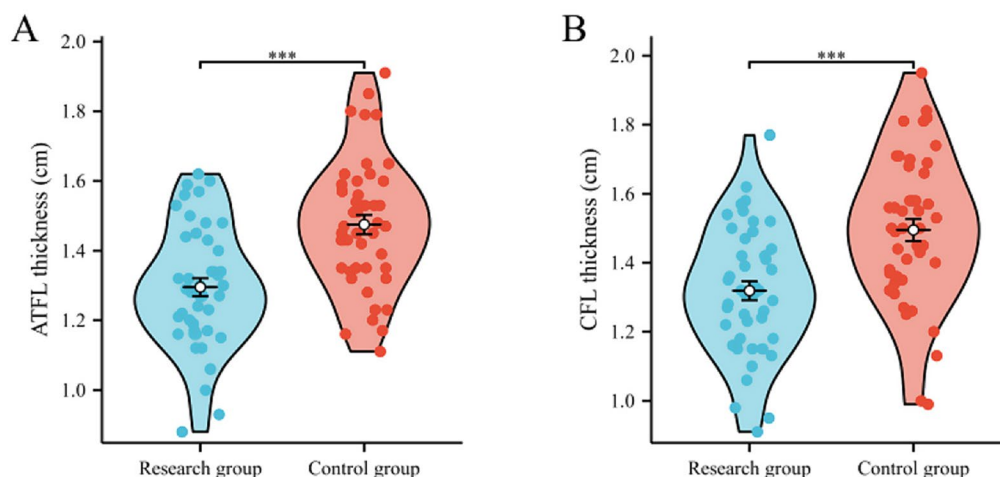 A
ATFL thickness (cm)
2.0
1.8
1.6
1.4
1.2
1.0
***
Research group
Control group
B
CFL thickness (cm)
2.0
1.8
1.6
1.4
1.2
1.0
***
Research group
Control group